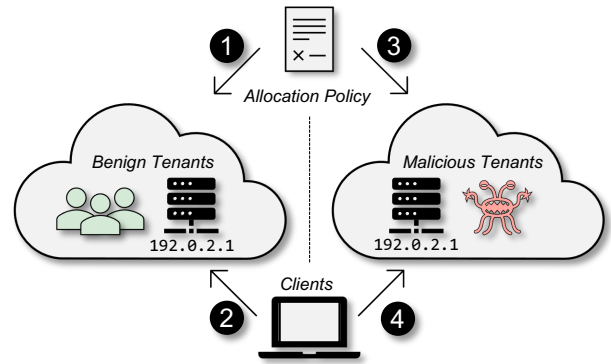 1
3
Allocation Policy
Benign Tenants
Malicious Tenants
192.0.2.1
192.0.2.1
Clients
2
4